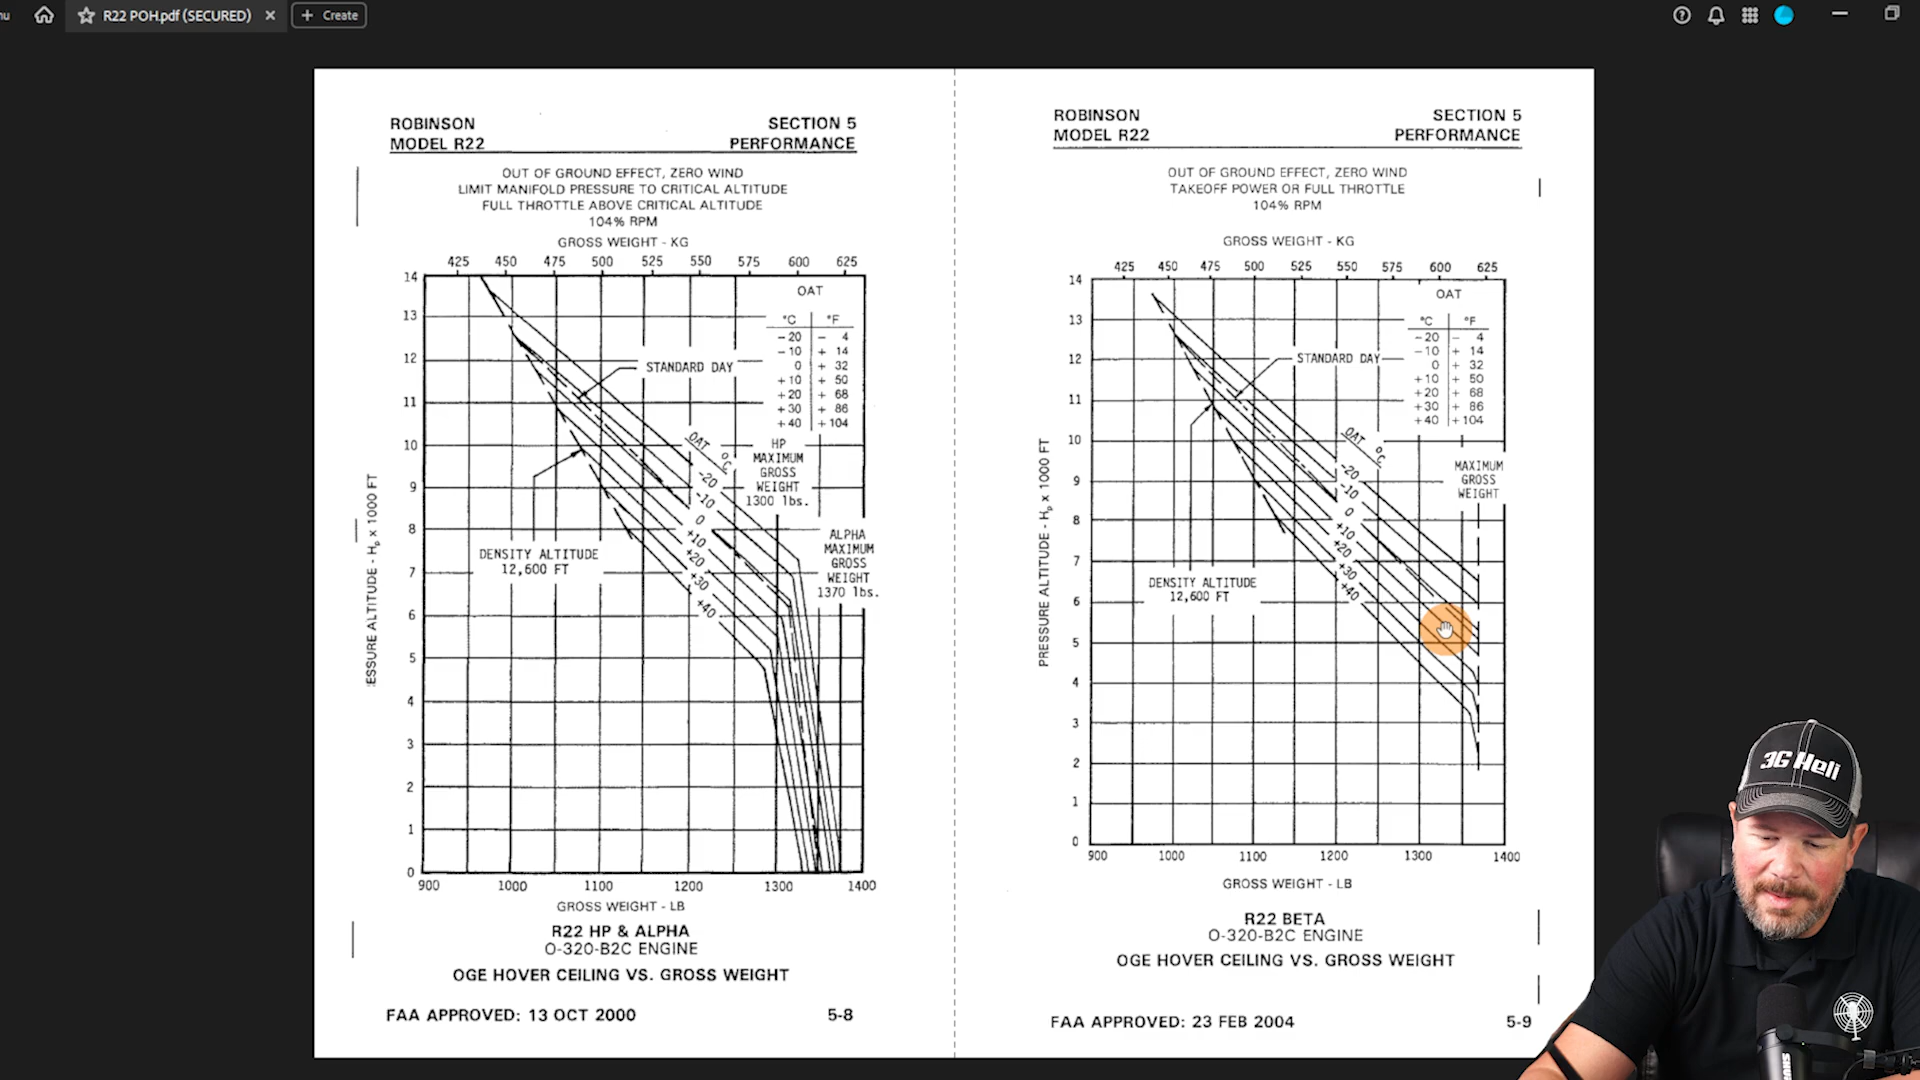 nu
R22 POH.pdf (SECURED)
+ Create
ROBINSON
MODEL R22
SECTION 5
PERFORMANCE
OUT OF GROUND EFFECT, ZERO WIND
LIMIT MANIFOLD PRESSURE TO CRITICAL ALTITUDE
FULL THROTTLE ABOVE CRITICAL ALTITUDE
104% RPM
GROSS WEIGHT - KG
425 450 475 500 525 550 575 600 625
14
13
12
11
10
9
8
7
6
5
4
3
2
1
0
ESSURE ALTITUDE - Hp x 1000 FT
OAT
°C °F
-20 - 4
-10 + 14
0 + 32
+10 + 50
+20 + 68
+30 + 86
+40 +104
STANDARD DAY
OAT °C
-20
-10
0
+10
+20
+30
+40
HP
MAXIMUM
GROSS
WEIGHT
1300 lbs.
ALPHA
MAXIMUM
GROSS
WEIGHT
1370 lbs.
DENSITY ALTITUDE
12,600 FT
900 1000 1100 1200 1300 1400
GROSS WEIGHT - LB
R22 HP & ALPHA
O-320-B2C ENGINE
OGE HOVER CEILING VS. GROSS WEIGHT
FAA APPROVED: 13 OCT 2000
5-8
ROBINSON
MODEL R22
SECTION 5
PERFORMANCE
OUT OF GROUND EFFECT, ZERO WIND
TAKEOFF POWER OR FULL THROTTLE
104% RPM
GROSS WEIGHT - KG
425 450 475 500 525 550 575 600 625
14
13
12
11
10
9
8
7
6
5
4
3
2
1
0
PRESSURE ALTITUDE - Hp x 1000 FT
OAT
°C °F
-20 - 4
-10 + 14
0 + 32
+10 + 50
+20 + 68
+30 + 86
+40 +104
STANDARD DAY
OAT °C
-20
-10
0
+10
+20
+30
+40
MAXIMUM
GROSS
WEIGHT
DENSITY ALTITUDE
12,600 FT
900 1000 1100 1200 1300 1400
GROSS WEIGHT - LB
R22 BETA
O-320-B2C ENGINE
OGE HOVER CEILING VS. GROSS WEIGHT
FAA APPROVED: 23 FEB 2004
5-9
3G Heli